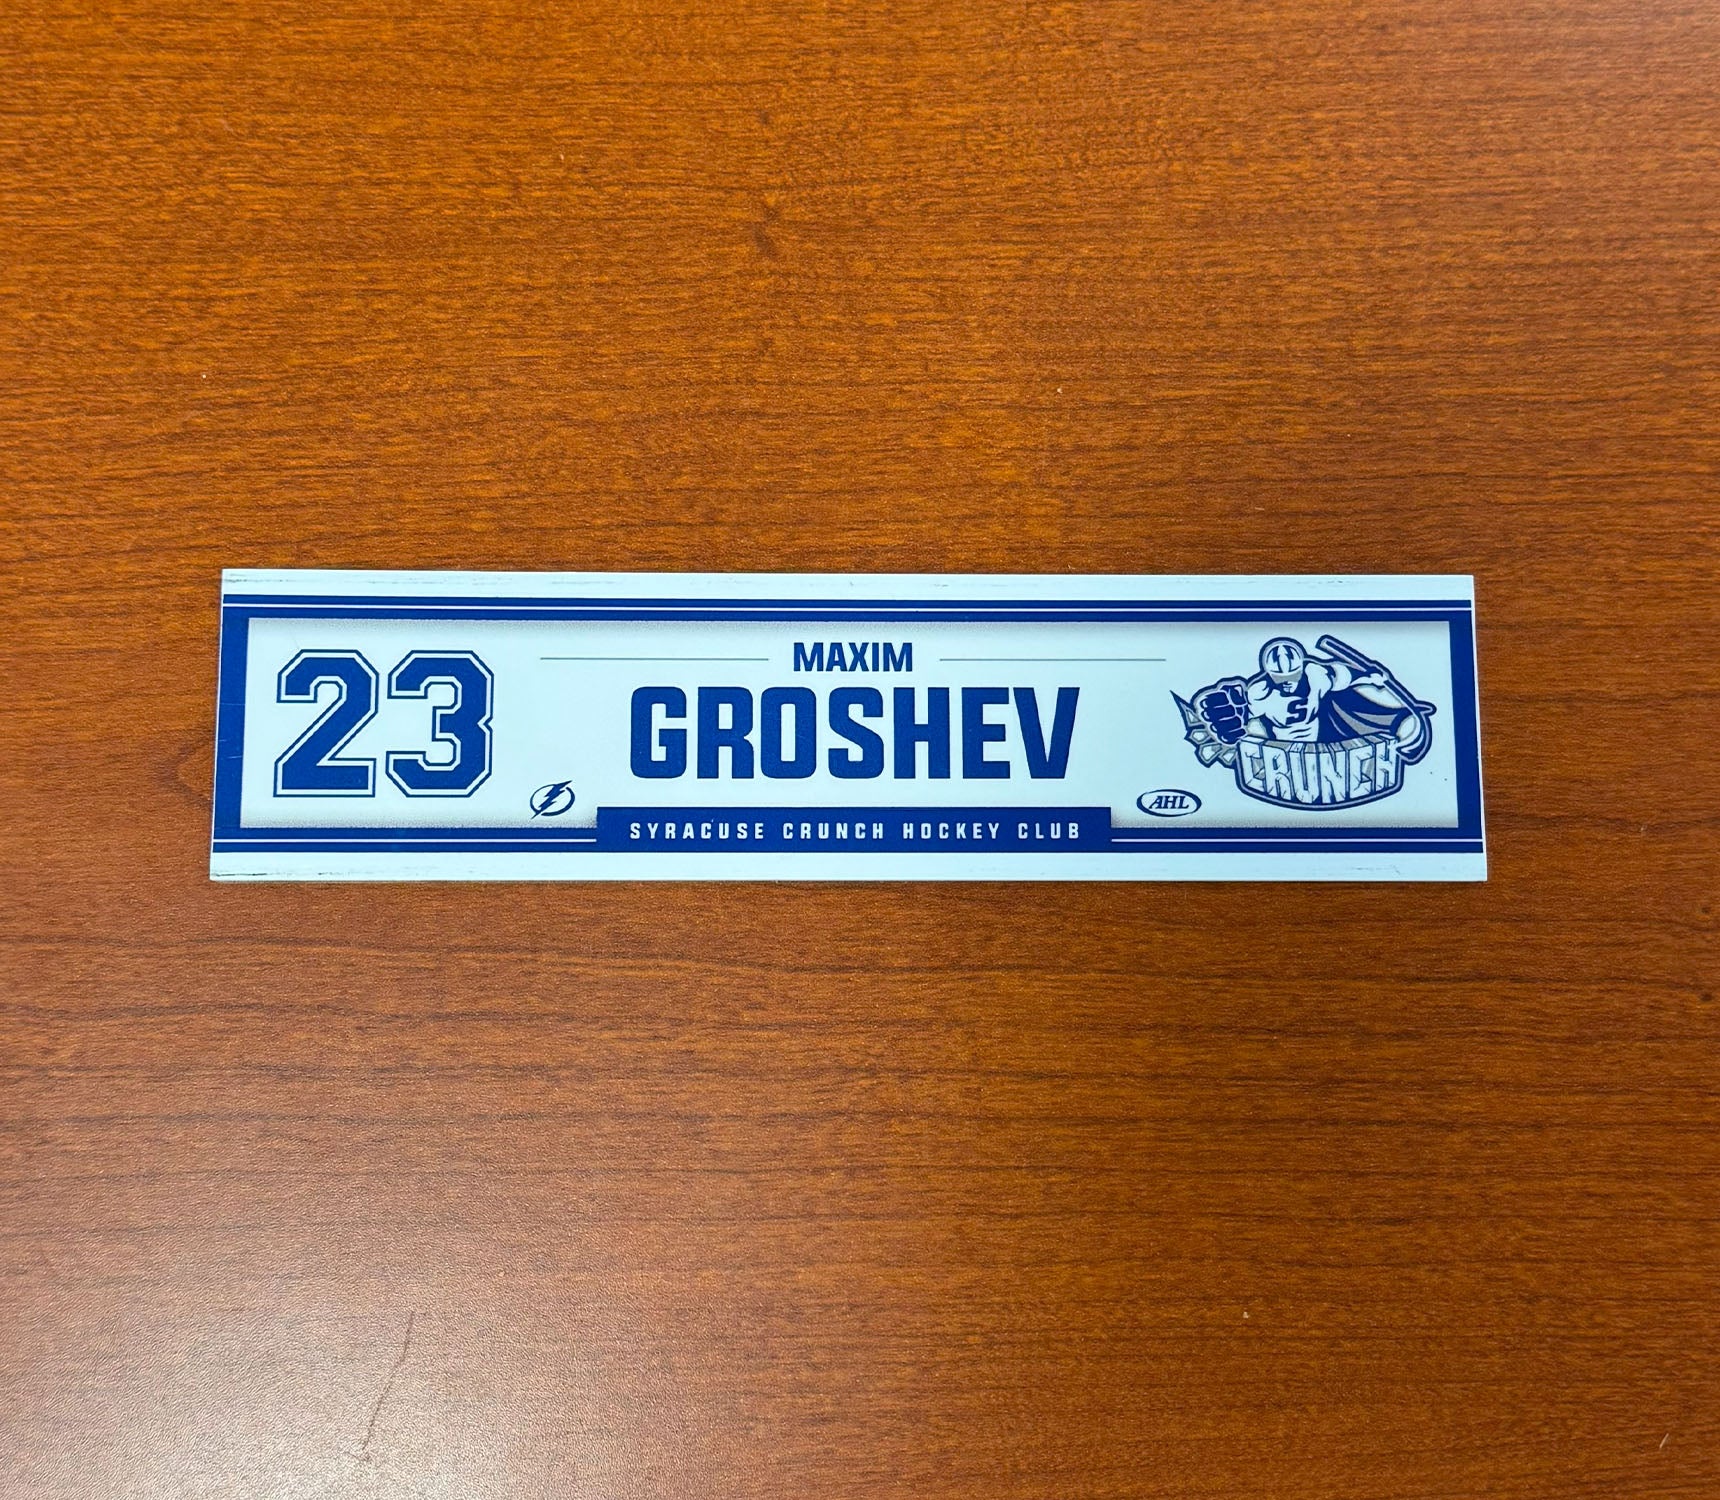 23
MAXIM
GROSHEV
S
CRUNCH
AHL
SYRACUSE CRUNCH HOCKEY CLUB